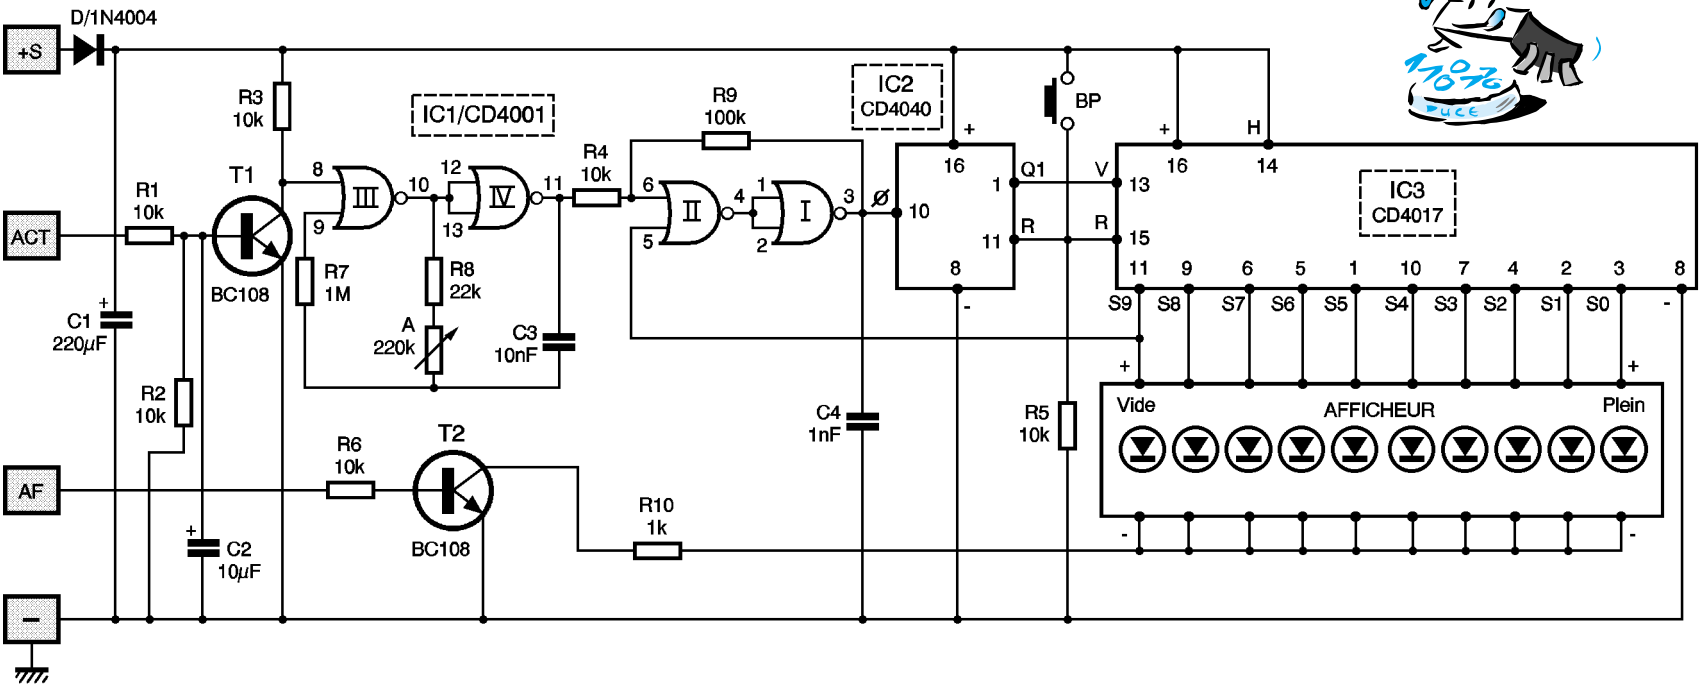 D/1N4004
+S
R3
10k
IC1/CD4001
R9
100k
IC2
CD4040
BP
+
16
+
16
H
14
T1
R1
10k
ACT
BC108
8
9
III
10
12
13
IV
11
R4
10k
6
5
II
4
1
2
I
3
Ø
10
1
Q1
V
13
11
R
R
15
8
-
IC3
CD4017
11
9
6
5
1
10
7
4
2
3
8
S9
S8
S7
S6
S5
S4
S3
S2
S1
S0
-
R7
1M
R8
22k
A
220k
C3
10nF
+
C1
220µF
R2
10k
C4
1nF
R5
10k
+
+
Vide
AFFICHEUR
Plein
-
-
T2
BC108
R6
10k
AF
R10
1k
+
C2
10µF
–
PUCE